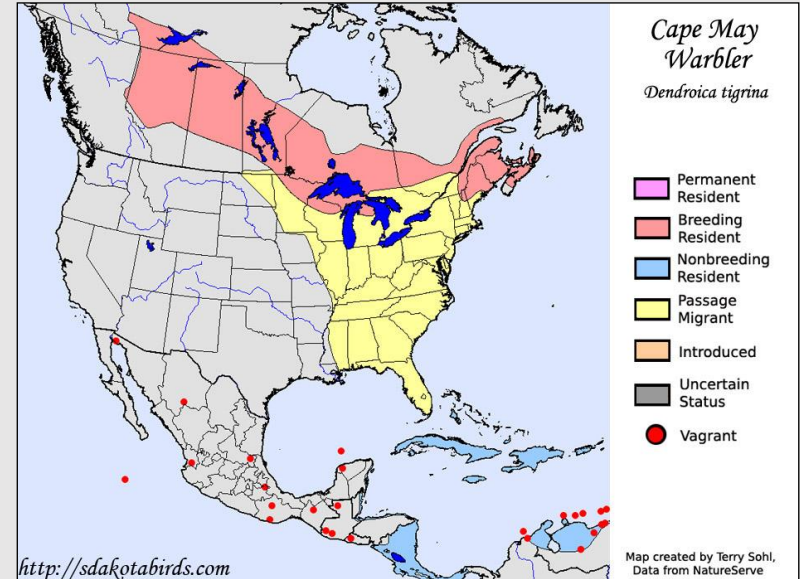 Cape May
Warbler
Dendroica tigrina
Permanent
Resident
Breeding
Resident
Nonbreeding
Resident
Passage
Migrant
Introduced
Uncertain
Status
Vagrant
http://sdakotabirds.com
Map created by Terry Sohl,
Data from NatureServe